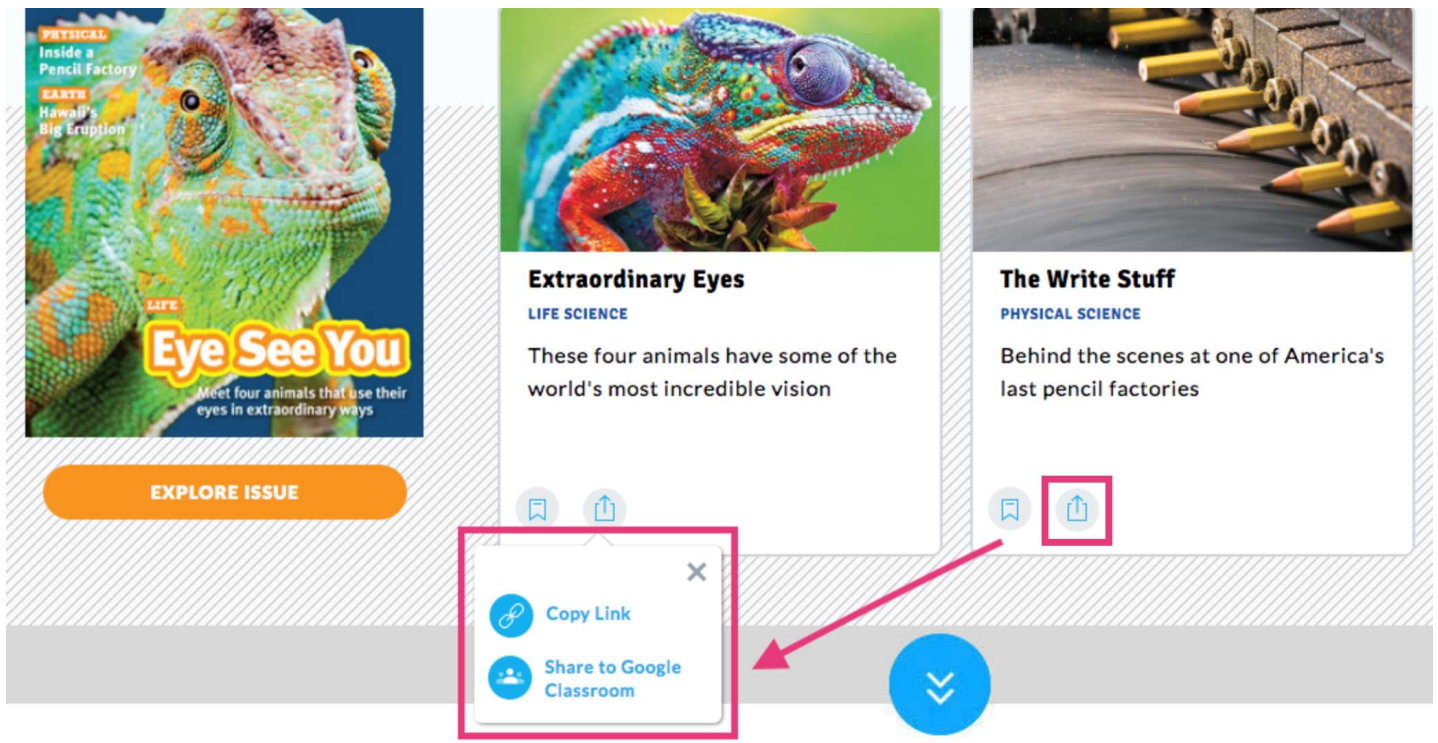 PHYSICAL
Inside a
Pencil Factory
EARTH
Hawaii's
Big Eruption
LIFE
Eye See You
Meet four animals that use their
eyes in extraordinary ways
EXPLORE ISSUE
Extraordinary Eyes
LIFE SCIENCE
These four animals have some of the
world's most incredible vision
Copy Link
Share to Google
Classroom
The Write Stuff
PHYSICAL SCIENCE
Behind the scenes at one of America's
last pencil factories